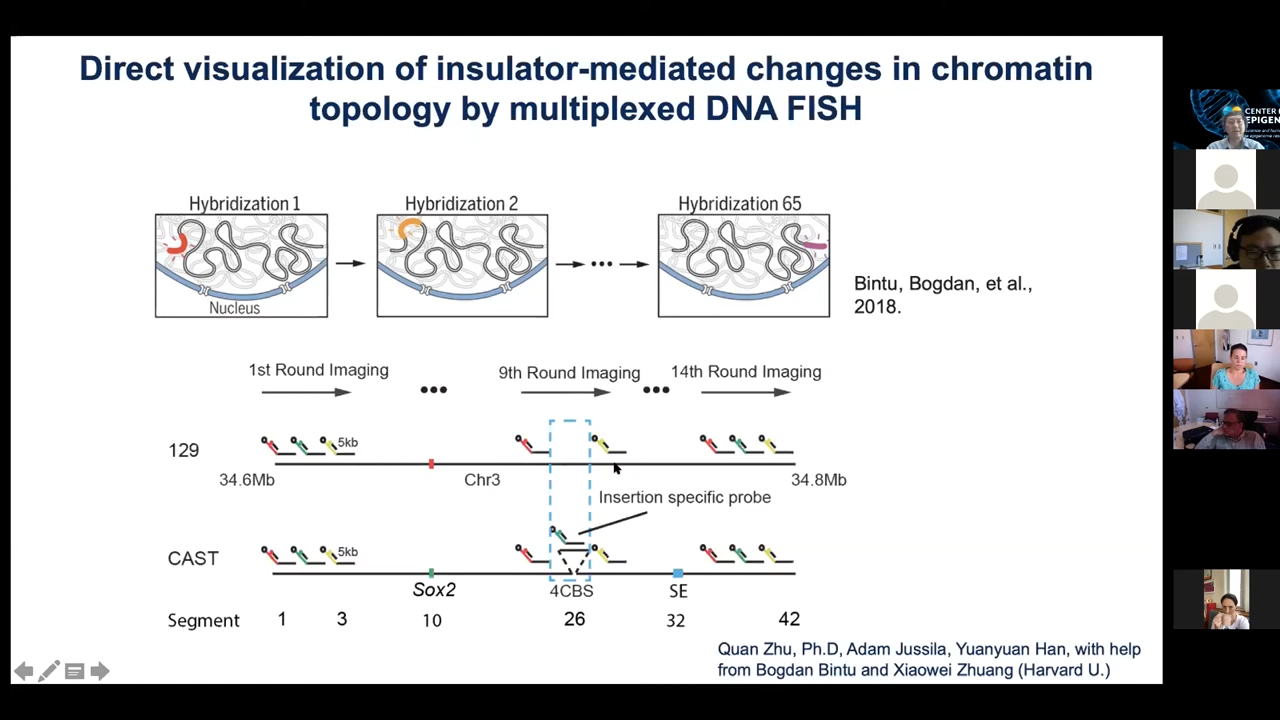 Direct visualization of insulator-mediated changes in chromatin
topology by multiplexed DNA FISH
Hybridization 1
Hybridization 2
Hybridization 65
Nucleus
Bintu, Bogdan, et al.,
2018.
1st Round Imaging
9th Round Imaging
14th Round Imaging
129
5kb
34.6Mb
Chr3
34.8Mb
Insertion specific probe
CAST
5kb
Sox2
4CBS
SE
Segment 1 3 10 26 32 42
Quan Zhu, Ph.D, Adam Jussila, Yuanyuan Han, with help
from Bogdan Bintu and Xiaowei Zhuang (Harvard U.)
CENTER
EPIGEN